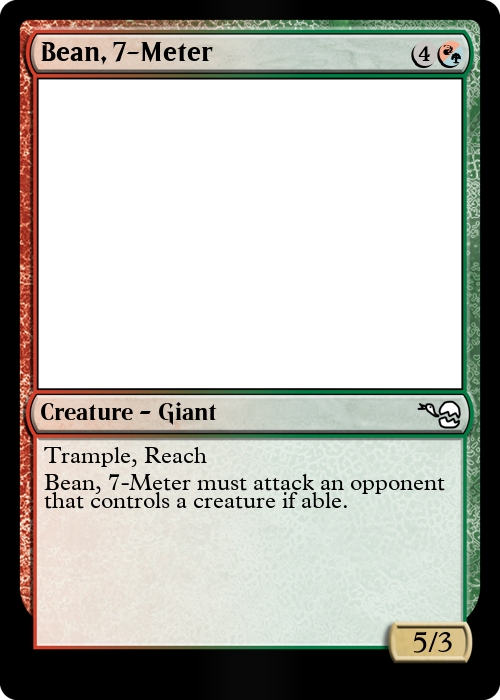 Bean, 7-Meter 4
Creature - Giant
Trample, Reach
Bean, 7-Meter must attack an opponent
that controls a creature if able.
5/3